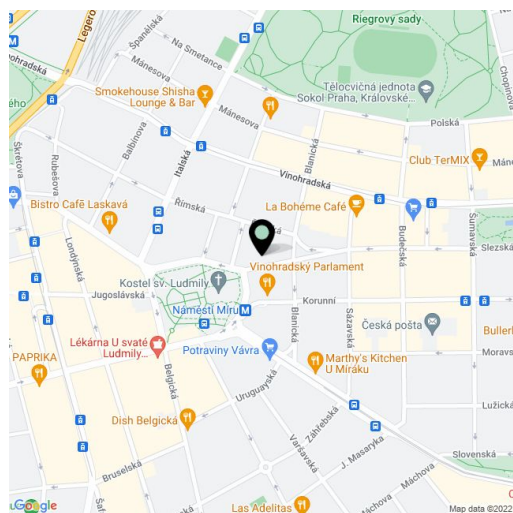 Riegrovy sady
Legero
Španělská
Na Smetance
Mánesova
Vinohradská
Smokehouse Shisha
Lounge & Bar
Tělocvičná jednota
Sokol Praha, Královské...
Chopinova
Mánesova
Polská
Škrétova
Rubešova
Balbínova
Italská
Blanická
Club TerMIX
Máne
Vinohradská
Římská
Bistro Café Laskavá
La Bohéme Café
Budečská
Šumavská
Slezská
Londýnská
Kostel sv. Ludmily
Vinohradský Parlament
Jugoslávská
Korunní
Náměstí Míru
Blanická
Sázavská
Česká pošta
Bullerb
Lékárna U svaté
Ludmily...
Potraviny Vávra
Moravs
PAPRIKA
Belgická
Marthy's Kitchen
U Míráku
Uruguayská
Dish Belgická
Lužická
Záhřebská
Varšavská
J. Masaryka
Slovenská
Bruselská
Máchova
Máchova
Las Adelitas
Google
Map data ©2022